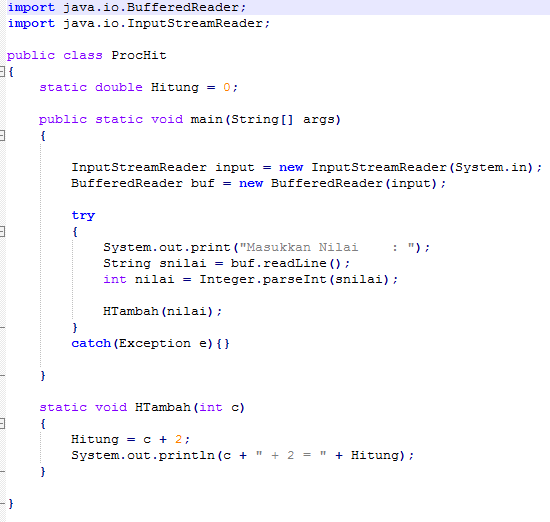 import java.io.BufferedReader;
import java.io.InputStreamReader;
public class ProcHit
{
static double Hitung = 0;
public static void main(String[] args)
{
InputStreamReader input = new InputStreamReader(System.in);
BufferedReader buf = new BufferedReader(input);
try
{
System.out.print("Masukkan Nilai    : ");
String snilai = buf.readLine();
int nilai = Integer.parseInt(snilai);
HTambah(nilai);
}
catch(Exception e){}
}
static void HTambah(int c)
{
Hitung = c + 2;
System.out.println(c + " + 2 = " + Hitung);
}
}